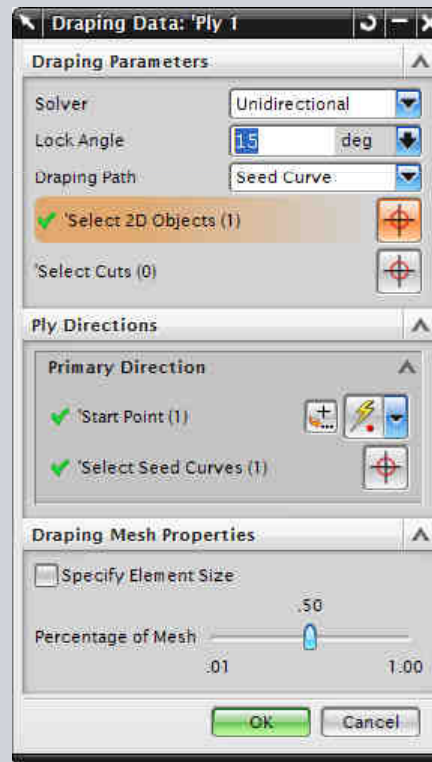 Draping Data: 'Ply 1
Draping Parameters
Solver Unidirectional
Lock Angle 15 deg
Draping Path Seed Curve
'Select 2D Objects (1)
'Select Cuts (0)
Ply Directions
Primary Direction
'Start Point (1)
'Select Seed Curves (1)
Draping Mesh Properties
Specify Element Size
.50
Percentage of Mesh
.01 1.00
OK Cancel